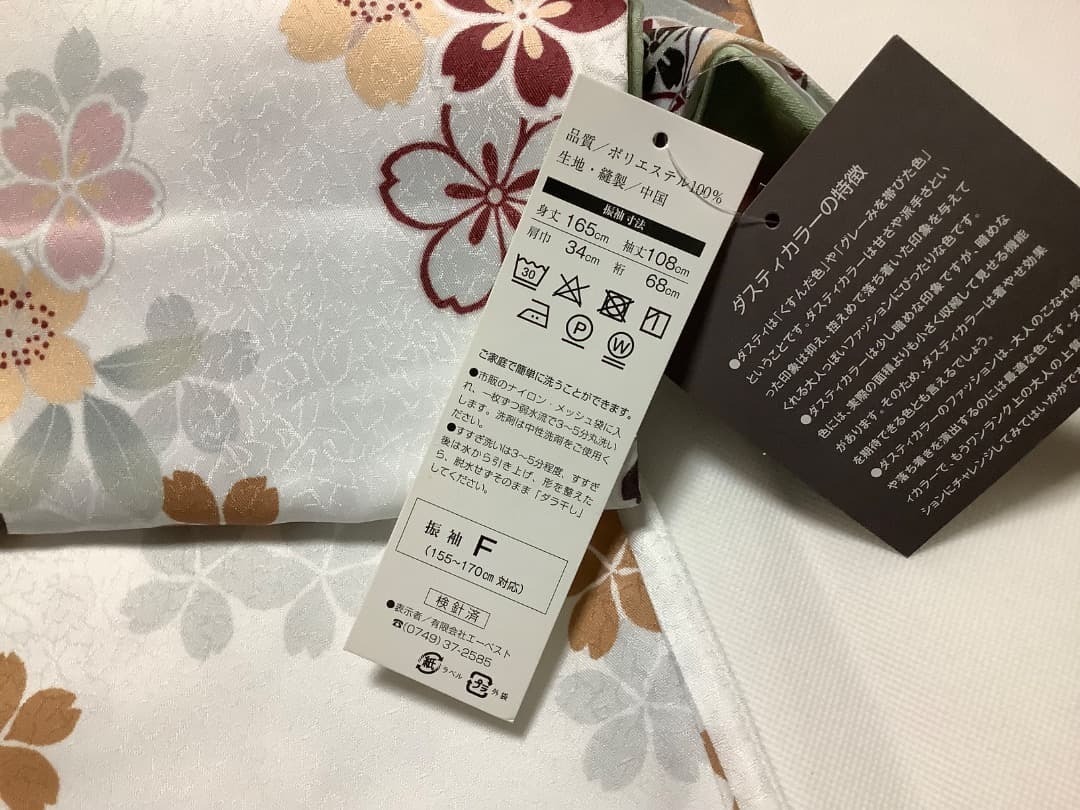 品質/ポリエステル100%
生地・縫製/中国
振袖寸法
身丈 165cm 袖丈 108cm
肩巾 34cm 裄 68cm
30
P
W
ご家庭で簡単に洗うことができます。
●市販のナイロン・メッシュ袋に入
れ、一枚ずつ弱水流で3〜5分丸洗い
します。洗剤は中性洗剤をご使用く
ださい。
●すすぎ洗いは3〜5分程度、すすぎ
後は水から引き上げ、形を整えた
ら、脱水せずそのまま「ダラ干し」
してください。
振袖 F
(155〜170cm対応)
検針済
●表示者/有限会社エーベスト
☎(0749)37-2585
紙 ラベル
プラ 外袋
ダスティカラーの特徴
●ダスティは「くすんだ色」や「グレーみを帯びた色」
ということです。ダスティカラーは甘さや派手さとい
った印象は抑え、控えめで落ち着いた印象を与えて
くれる大人っぽいファッションにぴったりな色です。
●ダスティカラーは少し暗めな印象ですが、暗めな
色には、実際の面積よりも小さく収縮して見せる機能
があります。そのため、ダスティカラーは着やせ効果
を期待できる色とも言えるでしょう。
●ダスティカラーのファッションは、大人のこなれ感
や落ち着きを演出するのには最適な色です。ダ
ィカラーで、もうワンランク上の大人の上質
ションにチャレンジしてみてはいかがで